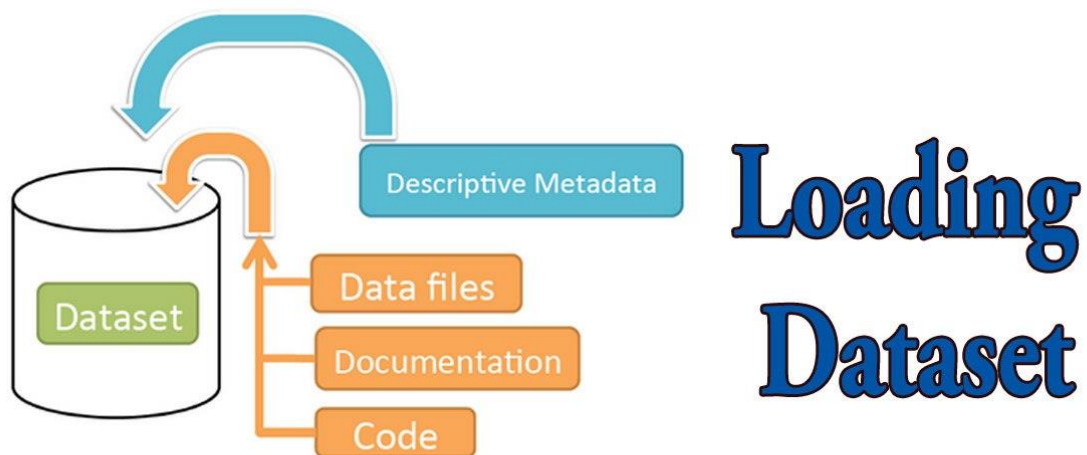 Descriptive Metadata
Dataset
Data files
Documentation
Code
Loading
Dataset